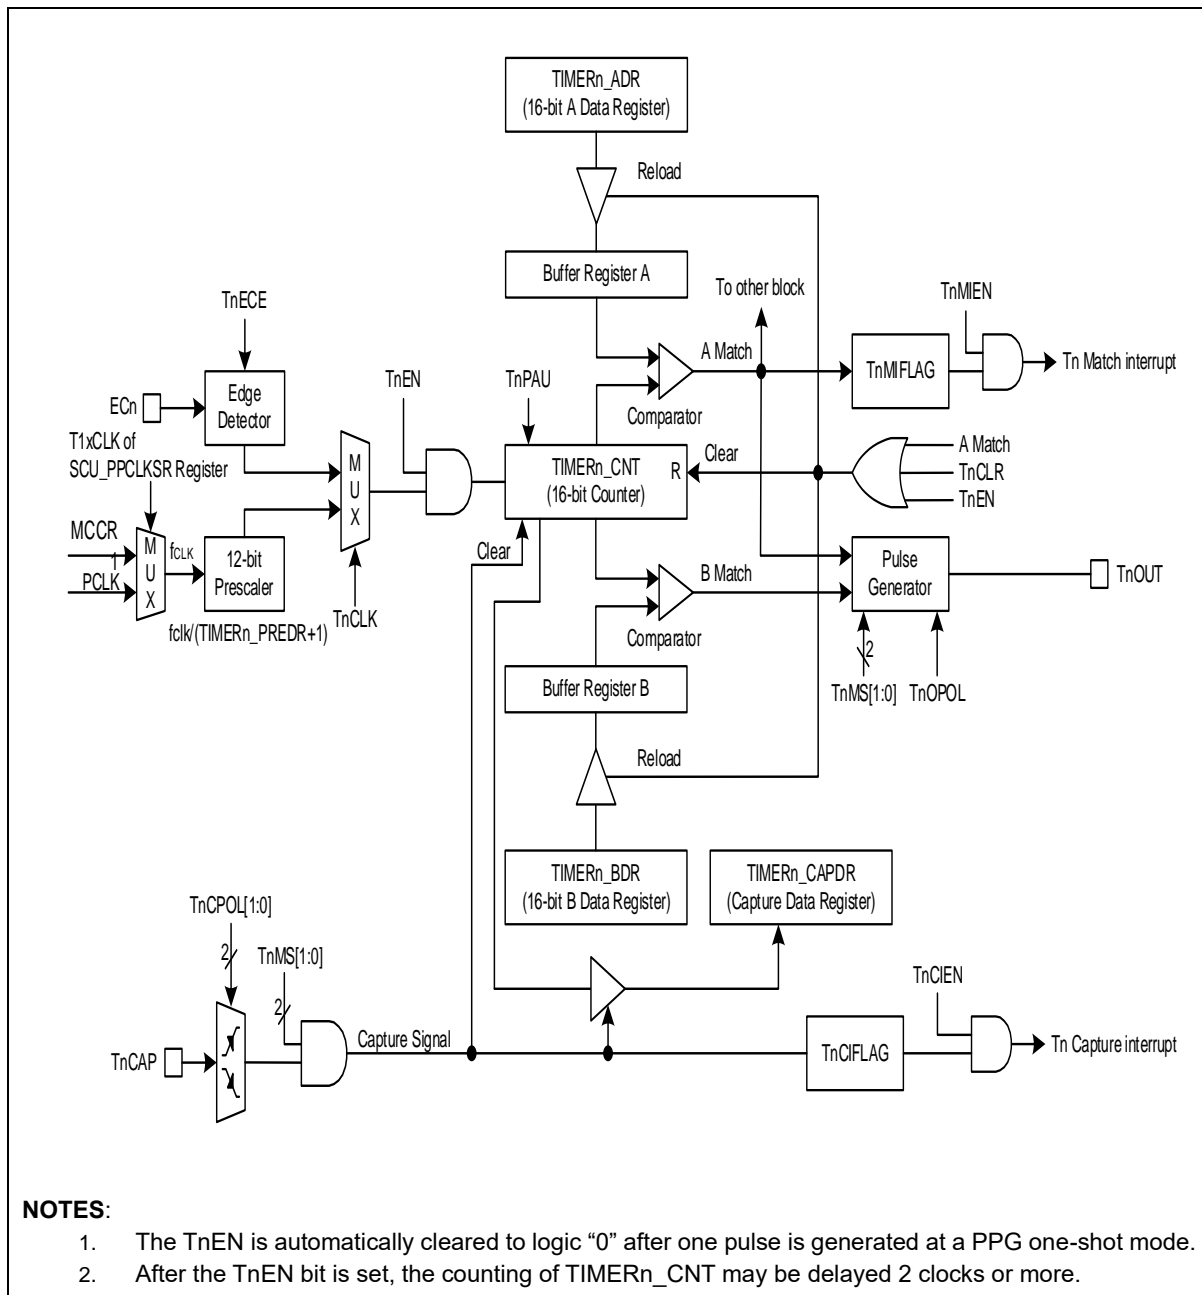 TIMERn_ADR
(16-bit A Data Register)
Reload
Buffer Register A
To other block
TnMIEN
TnECE
A Match
TnMIFLAG
Tn Match interrupt
TnEN
TnPAU
Edge
Detector
ECn
Comparator
T1xCLK of
SCU_PPCLKSR Register
M
U
X
TIMERn_CNT
(16-bit Counter)
R
Clear
A Match
TnCLR
TnEN
MCCR
1
PCLK
M
U
X
fCLK
12-bit
Prescaler
Clear
B Match
Pulse
Generator
TnOUT
TnCLK
fclk/(TIMERn_PREDR+1)
Comparator
2
Buffer Register B
TnMS[1:0]
TnOPOL
Reload
TIMERn_BDR
(16-bit B Data Register)
TIMERn_CAPDR
(Capture Data Register)
TnCPOL[1:0]
2
TnMS[1:0]
2
TnCIEN
Capture Signal
TnCAP
TnCIFLAG
Tn Capture interrupt
NOTES:
1. The TnEN is automatically cleared to logic “0” after one pulse is generated at a PPG one-shot mode.
2. After the TnEN bit is set, the counting of TIMERn_CNT may be delayed 2 clocks or more.